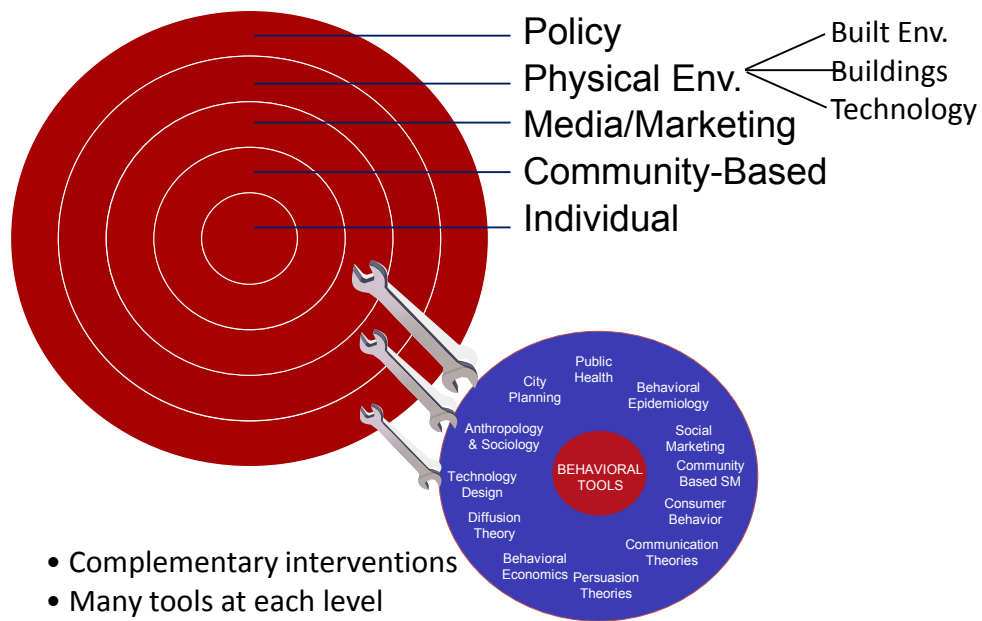 Policy
Physical Env.
Media/Marketing
Community-Based
Individual
Built Env.
Buildings
Technology
Public
Health
Behavioral
Epidemiology
Social
Marketing
Community
Based SM
Consumer
Behavior
Communication
Theories
Persuasion
Theories
Behavioral
Economics
Diffusion
Theory
Technology
Design
Anthropology
& Sociology
City
Planning
BEHAVIORAL
TOOLS
• Complementary interventions
• Many tools at each level